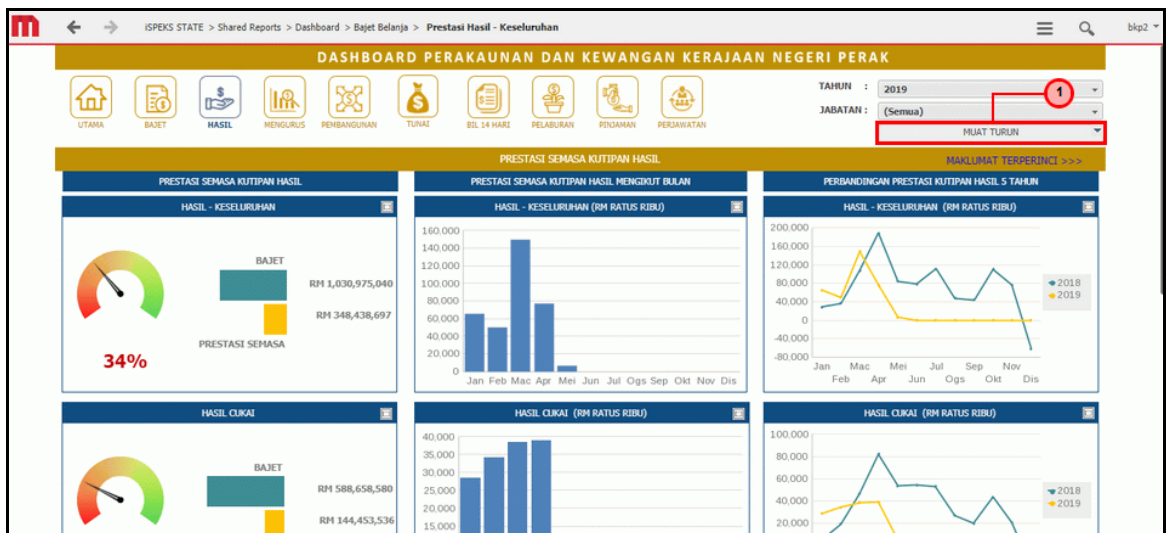 m
iSPEKS STATE > Shared Reports > Dashboard > Bajet Belanja > Prestasi Hasil - Keseluruhan
bkp2
DASHBOARD PERAKAUNAN DAN KEWANGAN KERAJAAN NEGERI PERAK
UTAMA
BAJET
HASIL
MENGURUS
PEMBANGUNAN
TUNAI
BIL 14 HARI
PELABURAN
PINJAMAN
PERJAWATAN
TAHUN : 2019
1
JABATAN : (Semua)
MUAT TURUN
PRESTASI SEMASA KUTIPAN HASIL
MAKLUMAT TERPERINCI >>>
PRESTASI SEMASA KUTIPAN HASIL
HASIL - KESELURUHAN
BAJET
RM 1,030,975,040
RM 348,438,697
PRESTASI SEMASA
34%
PRESTASI SEMASA KUTIPAN HASIL MENGIKUT BULAN
HASIL - KESELURUHAN (RM RATUS RIBU)
160.000
140.000
120.000
100.000
80.000
60.000
40.000
20.000
0
Jan Feb Mac Apr Mei Jun Jul Ogs Sep Okt Nov Dis
PERBANDINGAN PRESTASI KUTIPAN HASIL 5 TAHUN
HASIL - KESELURUHAN (RM RATUS RIBU)
200.000
160.000
120.000
80.000
40.000
0
-40.000
-80.000
Jan Mac Mei Jul Sep Nov
Feb Apr Jun Ogs Okt Dis
2018
2019
HASIL CUKAI
BAJET
RM 588,658,580
RM 144,453,536
HASIL CUKAI (RM RATUS RIBU)
40.000
35.000
30.000
25.000
20.000
15.000
HASIL CUKAI (RM RATUS RIBU)
100.000
80.000
60.000
40.000
20.000
2018
2019